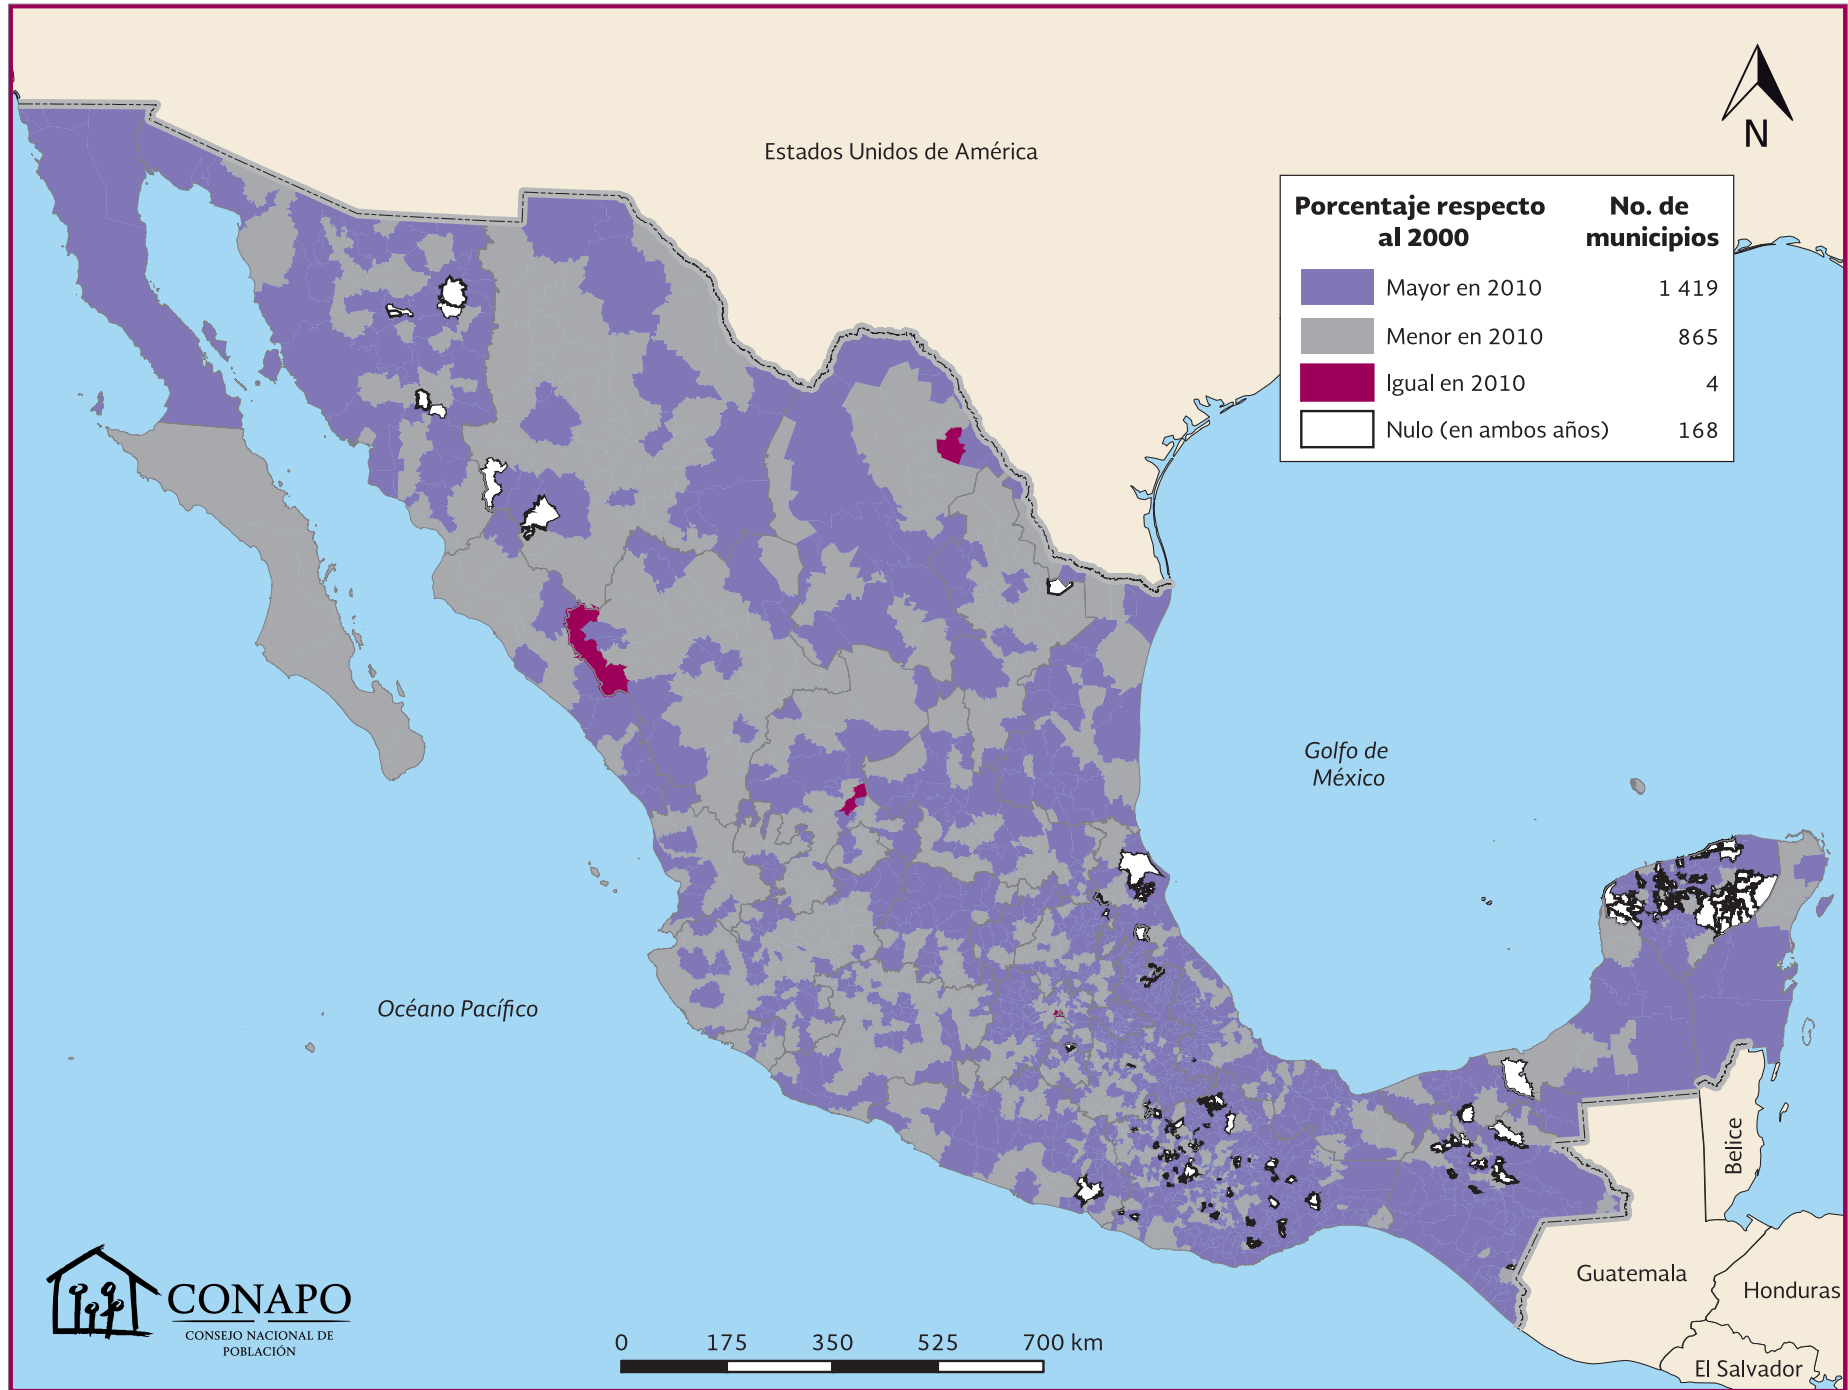 Estados Unidos de América
N
Porcentaje respecto al 2000
No. de municipios
Mayor en 2010 1 419
Menor en 2010 865
Igual en 2010 4
Nulo (en ambos años) 168
Golfo de
México
Océano Pacífico
Belice
Guatemala
Honduras
El Salvador
CONAPO
CONSEJO NACIONAL DE
POBLACIÓN
0 175 350 525 700 km